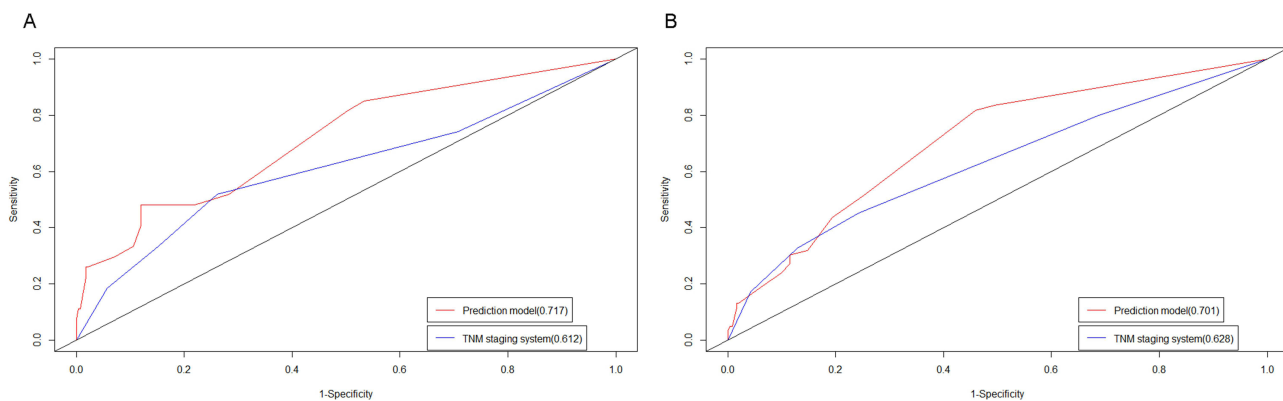 A
1.0
0.8
0.6
0.4
0.2
0.0
Sensitivity
0.0 0.2 0.4 0.6 0.8 1.0
1-Specificity
Prediction model(0.717)
TNM staging system(0.612)
B
1.0
0.8
0.6
0.4
0.2
0.0
Sensitivity
0.0 0.2 0.4 0.6 0.8 1.0
1-Specificity
Prediction model(0.701)
TNM staging system(0.628)